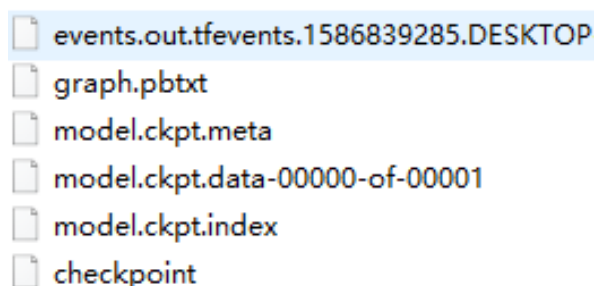 events.out.tfevents.1586839285.DESKTOP
graph.pbtxt
model.ckpt.meta
model.ckpt.data-00000-of-00001
model.ckpt.index
checkpoint